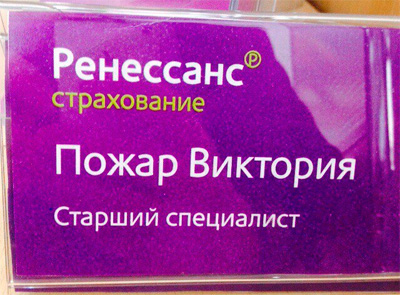 Ренессанс
страхование
Пожар Виктория
Старший специалист